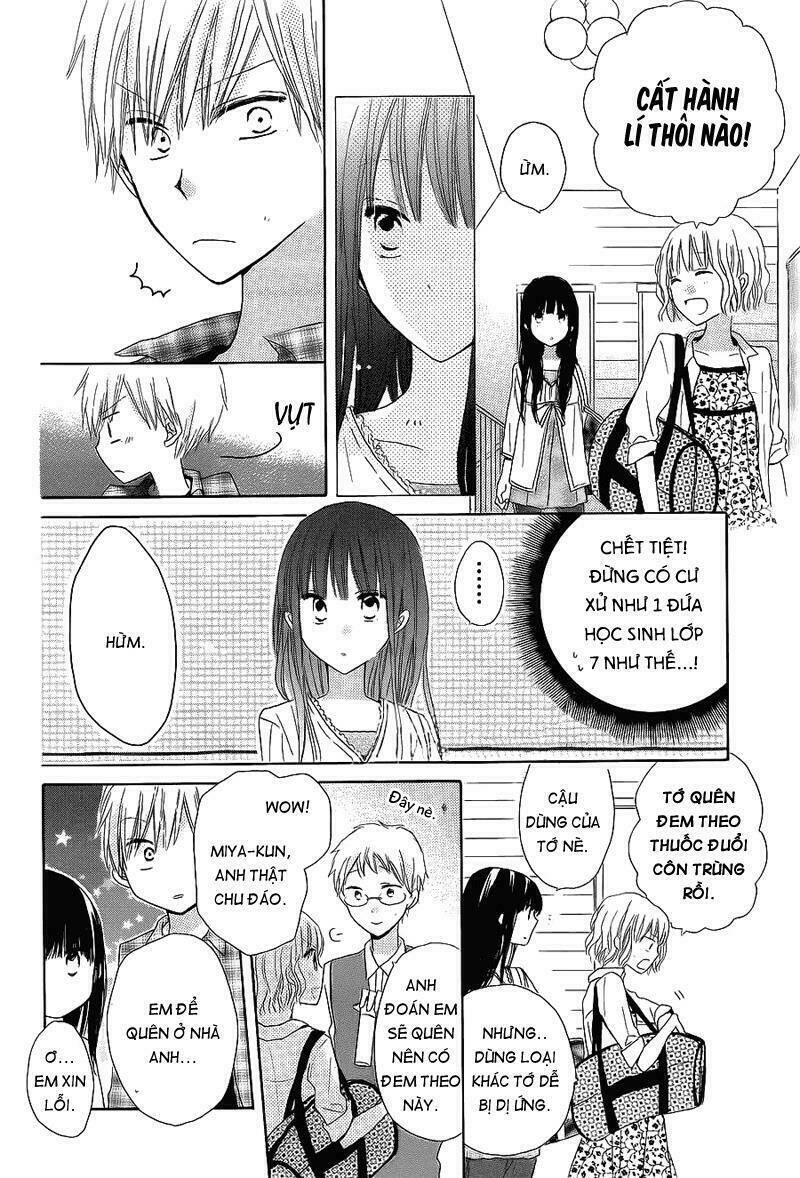 CẤT HÀNH
LÍ THÔI NÀO!
ỪM.
VỤT
CHẾT TIỆT!
ĐỪNG CÓ CƯ
XỬ NHƯ 1 ĐỨA
HỌC SINH LỚP
7 NHƯ THẾ...!
.....
HỪM.
TỚ QUÊN
ĐEM THEO
THUỐC ĐUỔI
CÔN TRÙNG
RỒI.
CẬU
DÙNG CỦA
TỚ NÈ.
NHƯNG..
DÙNG LOẠI
KHÁC TỚ DỄ
BỊ DỊ ỨNG.
Đây nè.
ANH
ĐOÁN EM
SẼ QUÊN
NÊN CÓ
ĐEM THEO
NÀY.
WOW!
MIYA-KUN,
ANH THẬT
CHU ĐÁO.
EM ĐỂ
QUÊN Ở NHÀ
ANH...
Ơ...
EM XIN
LỖI.